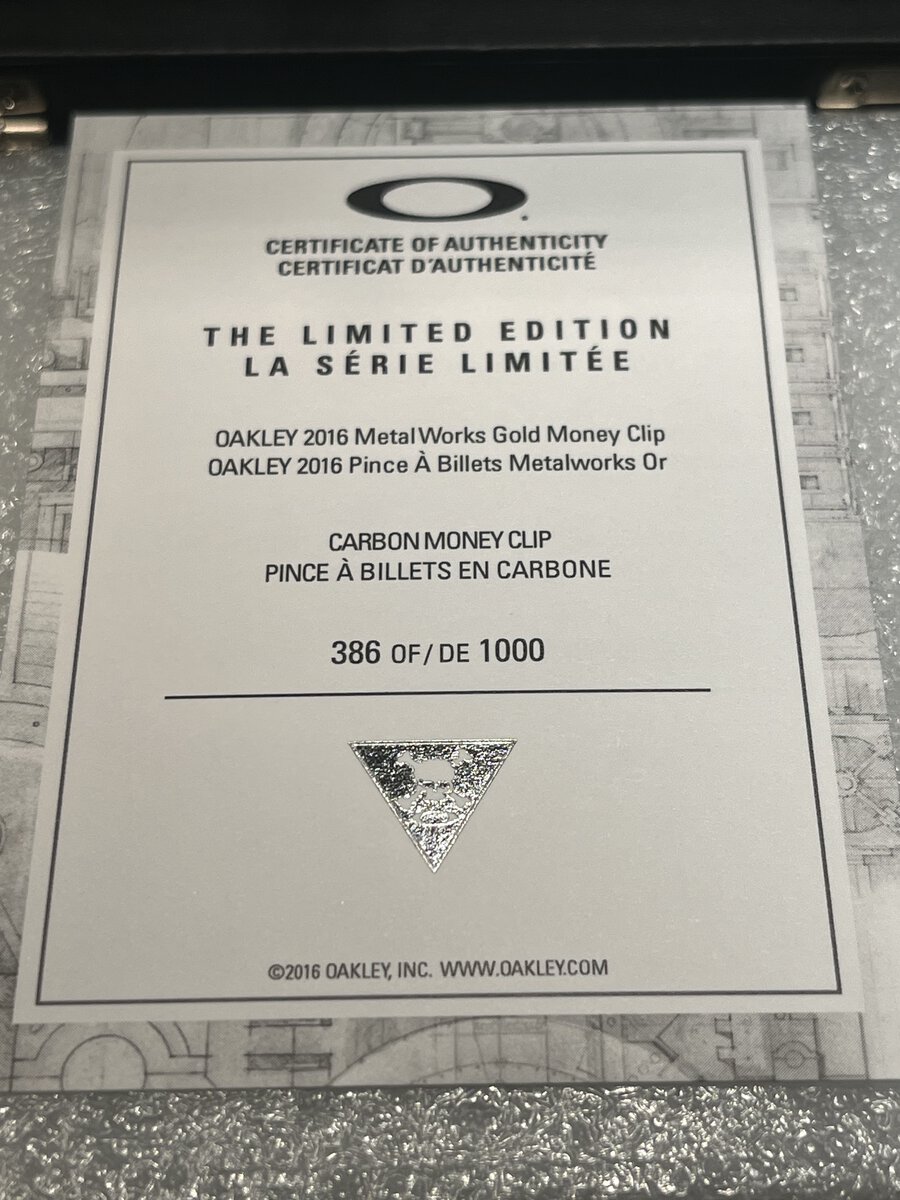 CERTIFICATE OF AUTHENTICITY
CERTIFICAT D'AUTHENTICITÉ
THE LIMITED EDITION
LA SÉRIE LIMITÉE
OAKLEY 2016 MetalWorks Gold Money Clip
OAKLEY 2016 Pince À Billets Metalworks Or
CARBON MONEY CLIP
PINCE À BILLETS EN CARBONE
386 OF/DE 1000
©2016 OAKLEY, INC. WWW.OAKLEY.COM